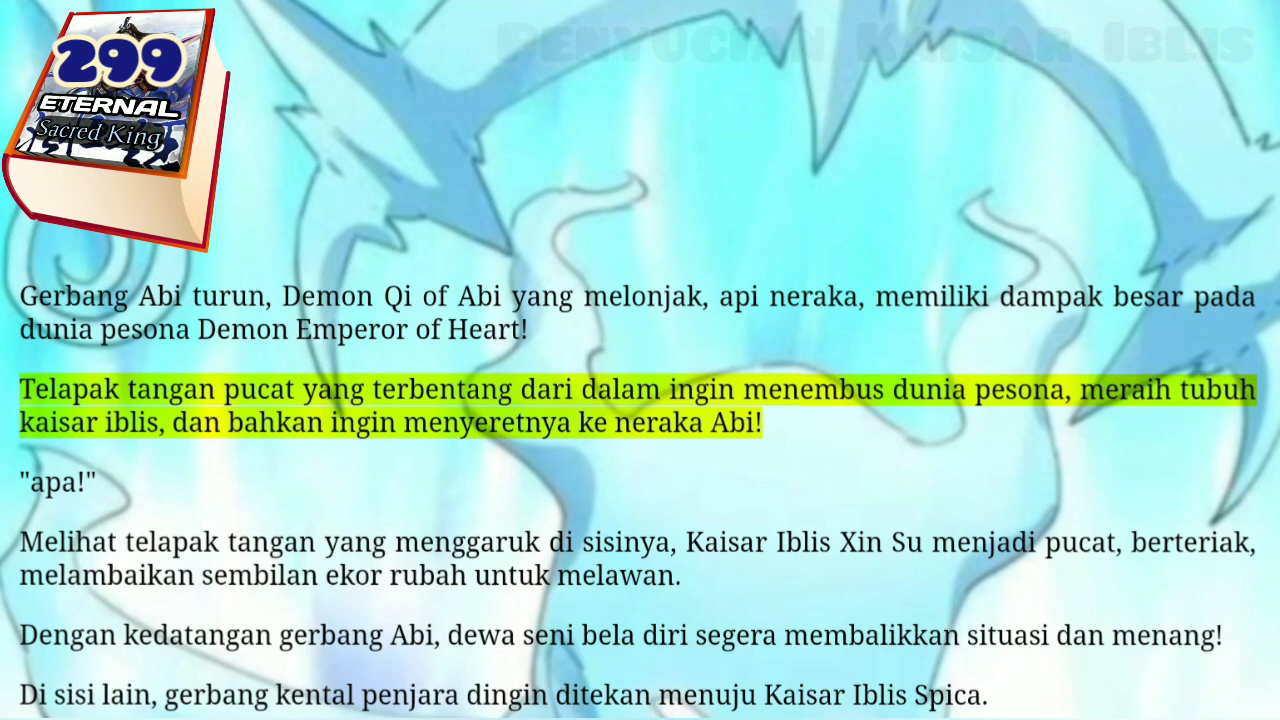 PENYUCIAN KAISAR IBLIS
299
ETERNAL
Sacred King
Gerbang Abi turun, Demon Qi of Abi yang melonjak, api neraka, memiliki dampak besar pada
dunia pesona Demon Emperor of Heart!
Telapak tangan pucat yang terbentang dari dalam ingin menembus dunia pesona, meraih tubuh
kaisar iblis, dan bahkan ingin menyeretnya ke neraka Abi!
"apa!"
Melihat telapak tangan yang menggaruk di sisinya, Kaisar Iblis Xin Su menjadi pucat, berteriak,
melambaikan sembilan ekor rubah untuk melawan.
Dengan kedatangan gerbang Abi, dewa seni bela diri segera membalikkan situasi dan menang!
Di sisi lain, gerbang kental penjara dingin ditekan menuju Kaisar Iblis Spica.